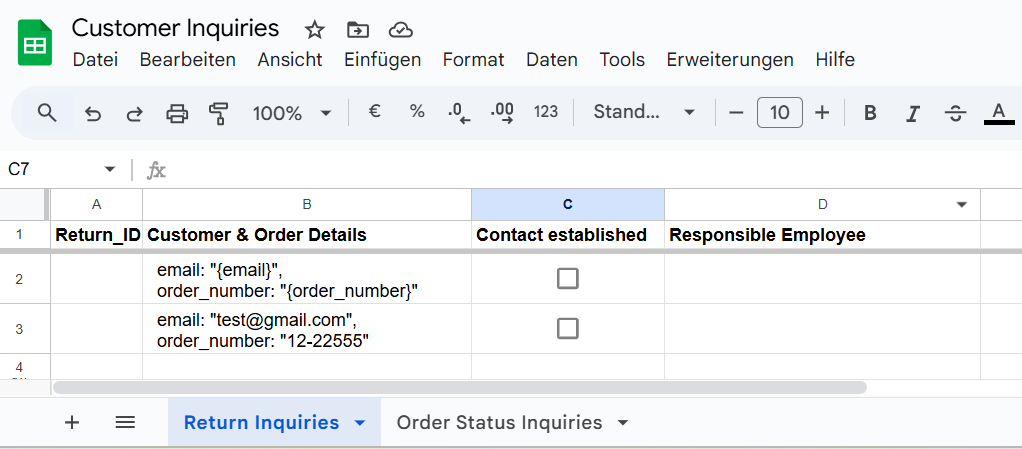 Customer Inquiries
Datei Bearbeiten Ansicht Einfügen Format Daten Tools Erweiterungen Hilfe
100% € % .0 .00 123 Stand... 10 B I S A
C7 fx
A B C D
1 Return_ID Customer & Order Details Contact established Responsible Employee
2 email: "{email}",
order_number: "{order_number}"
3 email: "test@gmail.com",
order_number: "12-22555"
4
Return Inquiries Order Status Inquiries